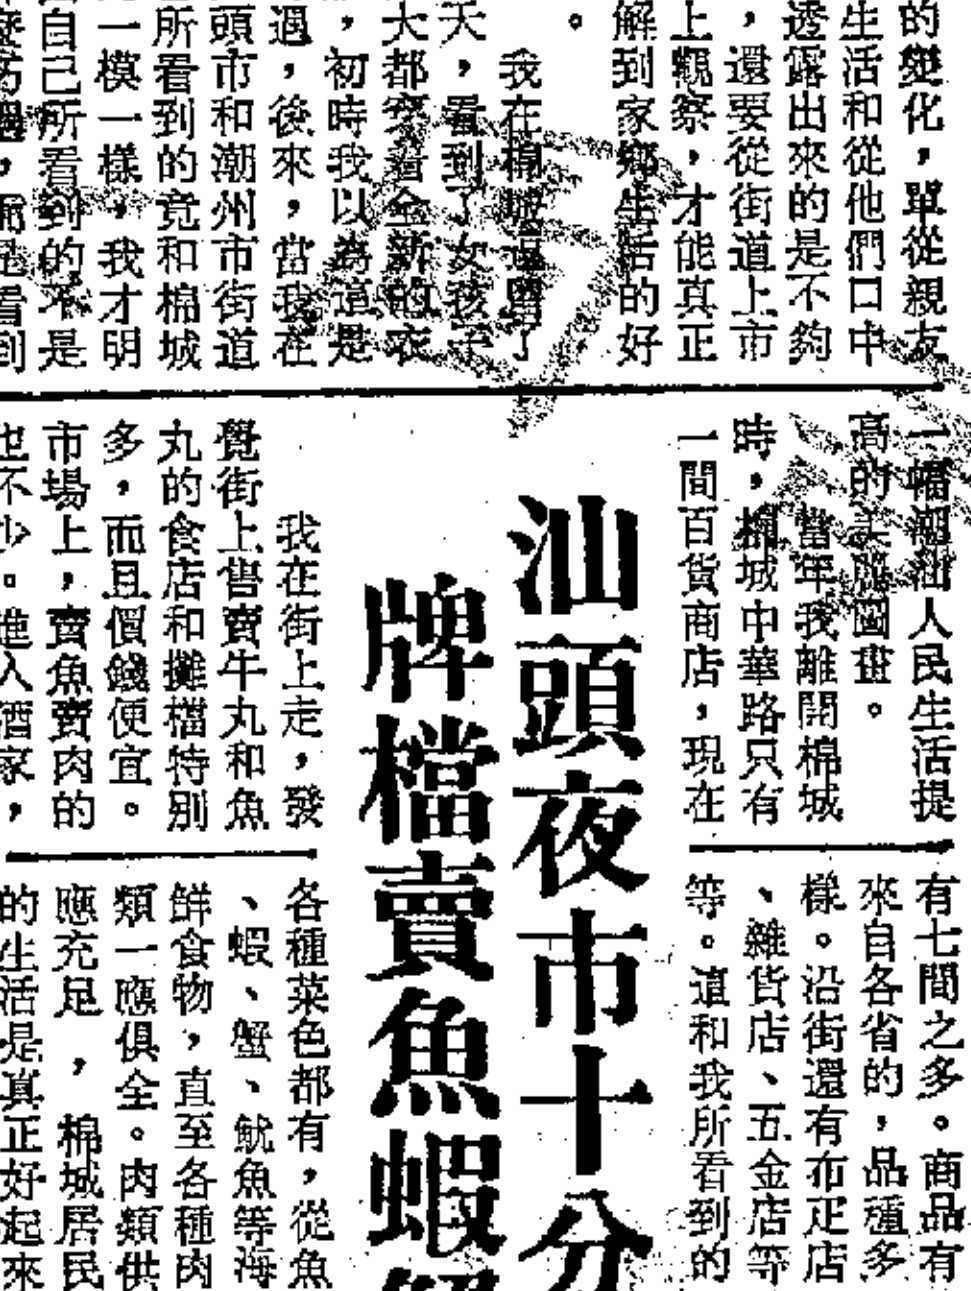 的變化，單從親友
生活和從他們口中
透露出來的是不夠
，還要從街道上市
上觀察，才能真正
解到家鄉生活的好
。
我在棉城逗留了
天，看到了女孩子
大都穿着全新的衣
，初時我以為這是
過，後來，當我在
頭市和潮州市街道
所看到的竟和棉城
一模一樣，我才明
自己所看到的不是
看到
一幅潮汕人民生活提
高的美麗圖畫。
當年我離開棉城
時，棉城中華路只有
一間百貨商店，現在
汕頭夜市十分
牌檔賣魚蝦
我在街上走，發
覺街上售賣牛丸和魚
丸的食店和攤檔特別
多，而且價錢便宜。
市場上，賣魚賣肉的
也不少。進入酒家，
有七間之多。商品有
來自各省的，品種多
樣。沿街還有布疋店
、雜貨店、五金店等
等。這和我所看到的
各種菜色都有，從魚
、蝦、蟹、魷魚等海
鮮食物，直至各種肉
類一應俱全。肉類供
應充足，棉城居民
的生活是真正好起來